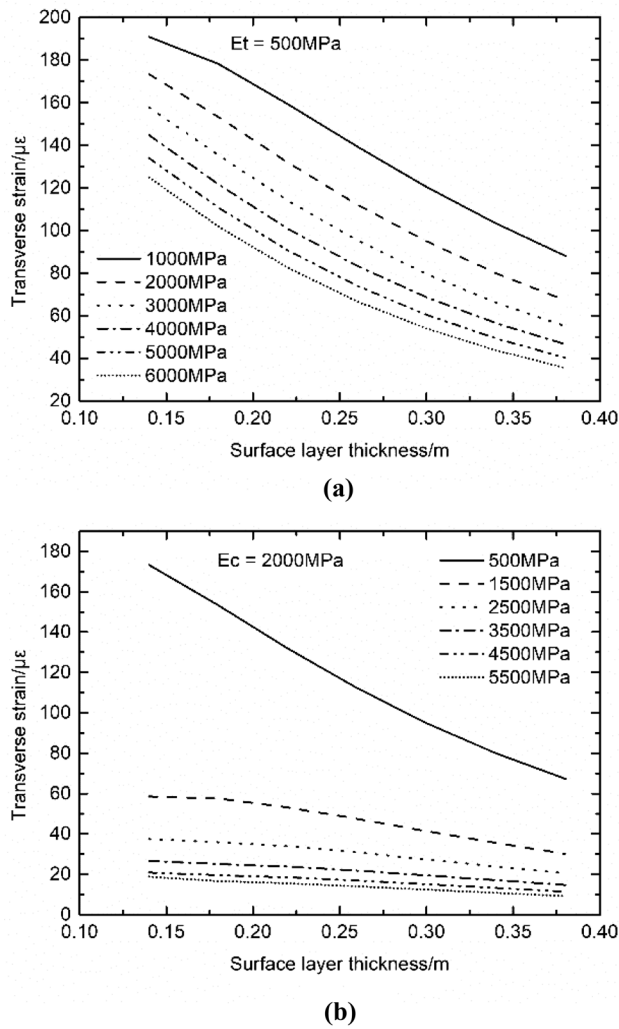 200
180
160
140
120
100
80
60
40
20
Transverse strain/με
Et = 500MPa
1000MPa
2000MPa
3000MPa
4000MPa
5000MPa
6000MPa
0.10 0.15 0.20 0.25 0.30 0.35 0.40
Surface layer thickness/m
(a)
180
160
140
120
100
80
60
40
20
0
Transverse strain/με
Ec = 2000MPa
500MPa
1500MPa
2500MPa
3500MPa
4500MPa
5500MPa
0.10 0.15 0.20 0.25 0.30 0.35 0.40
Surface layer thickness/m
(b)